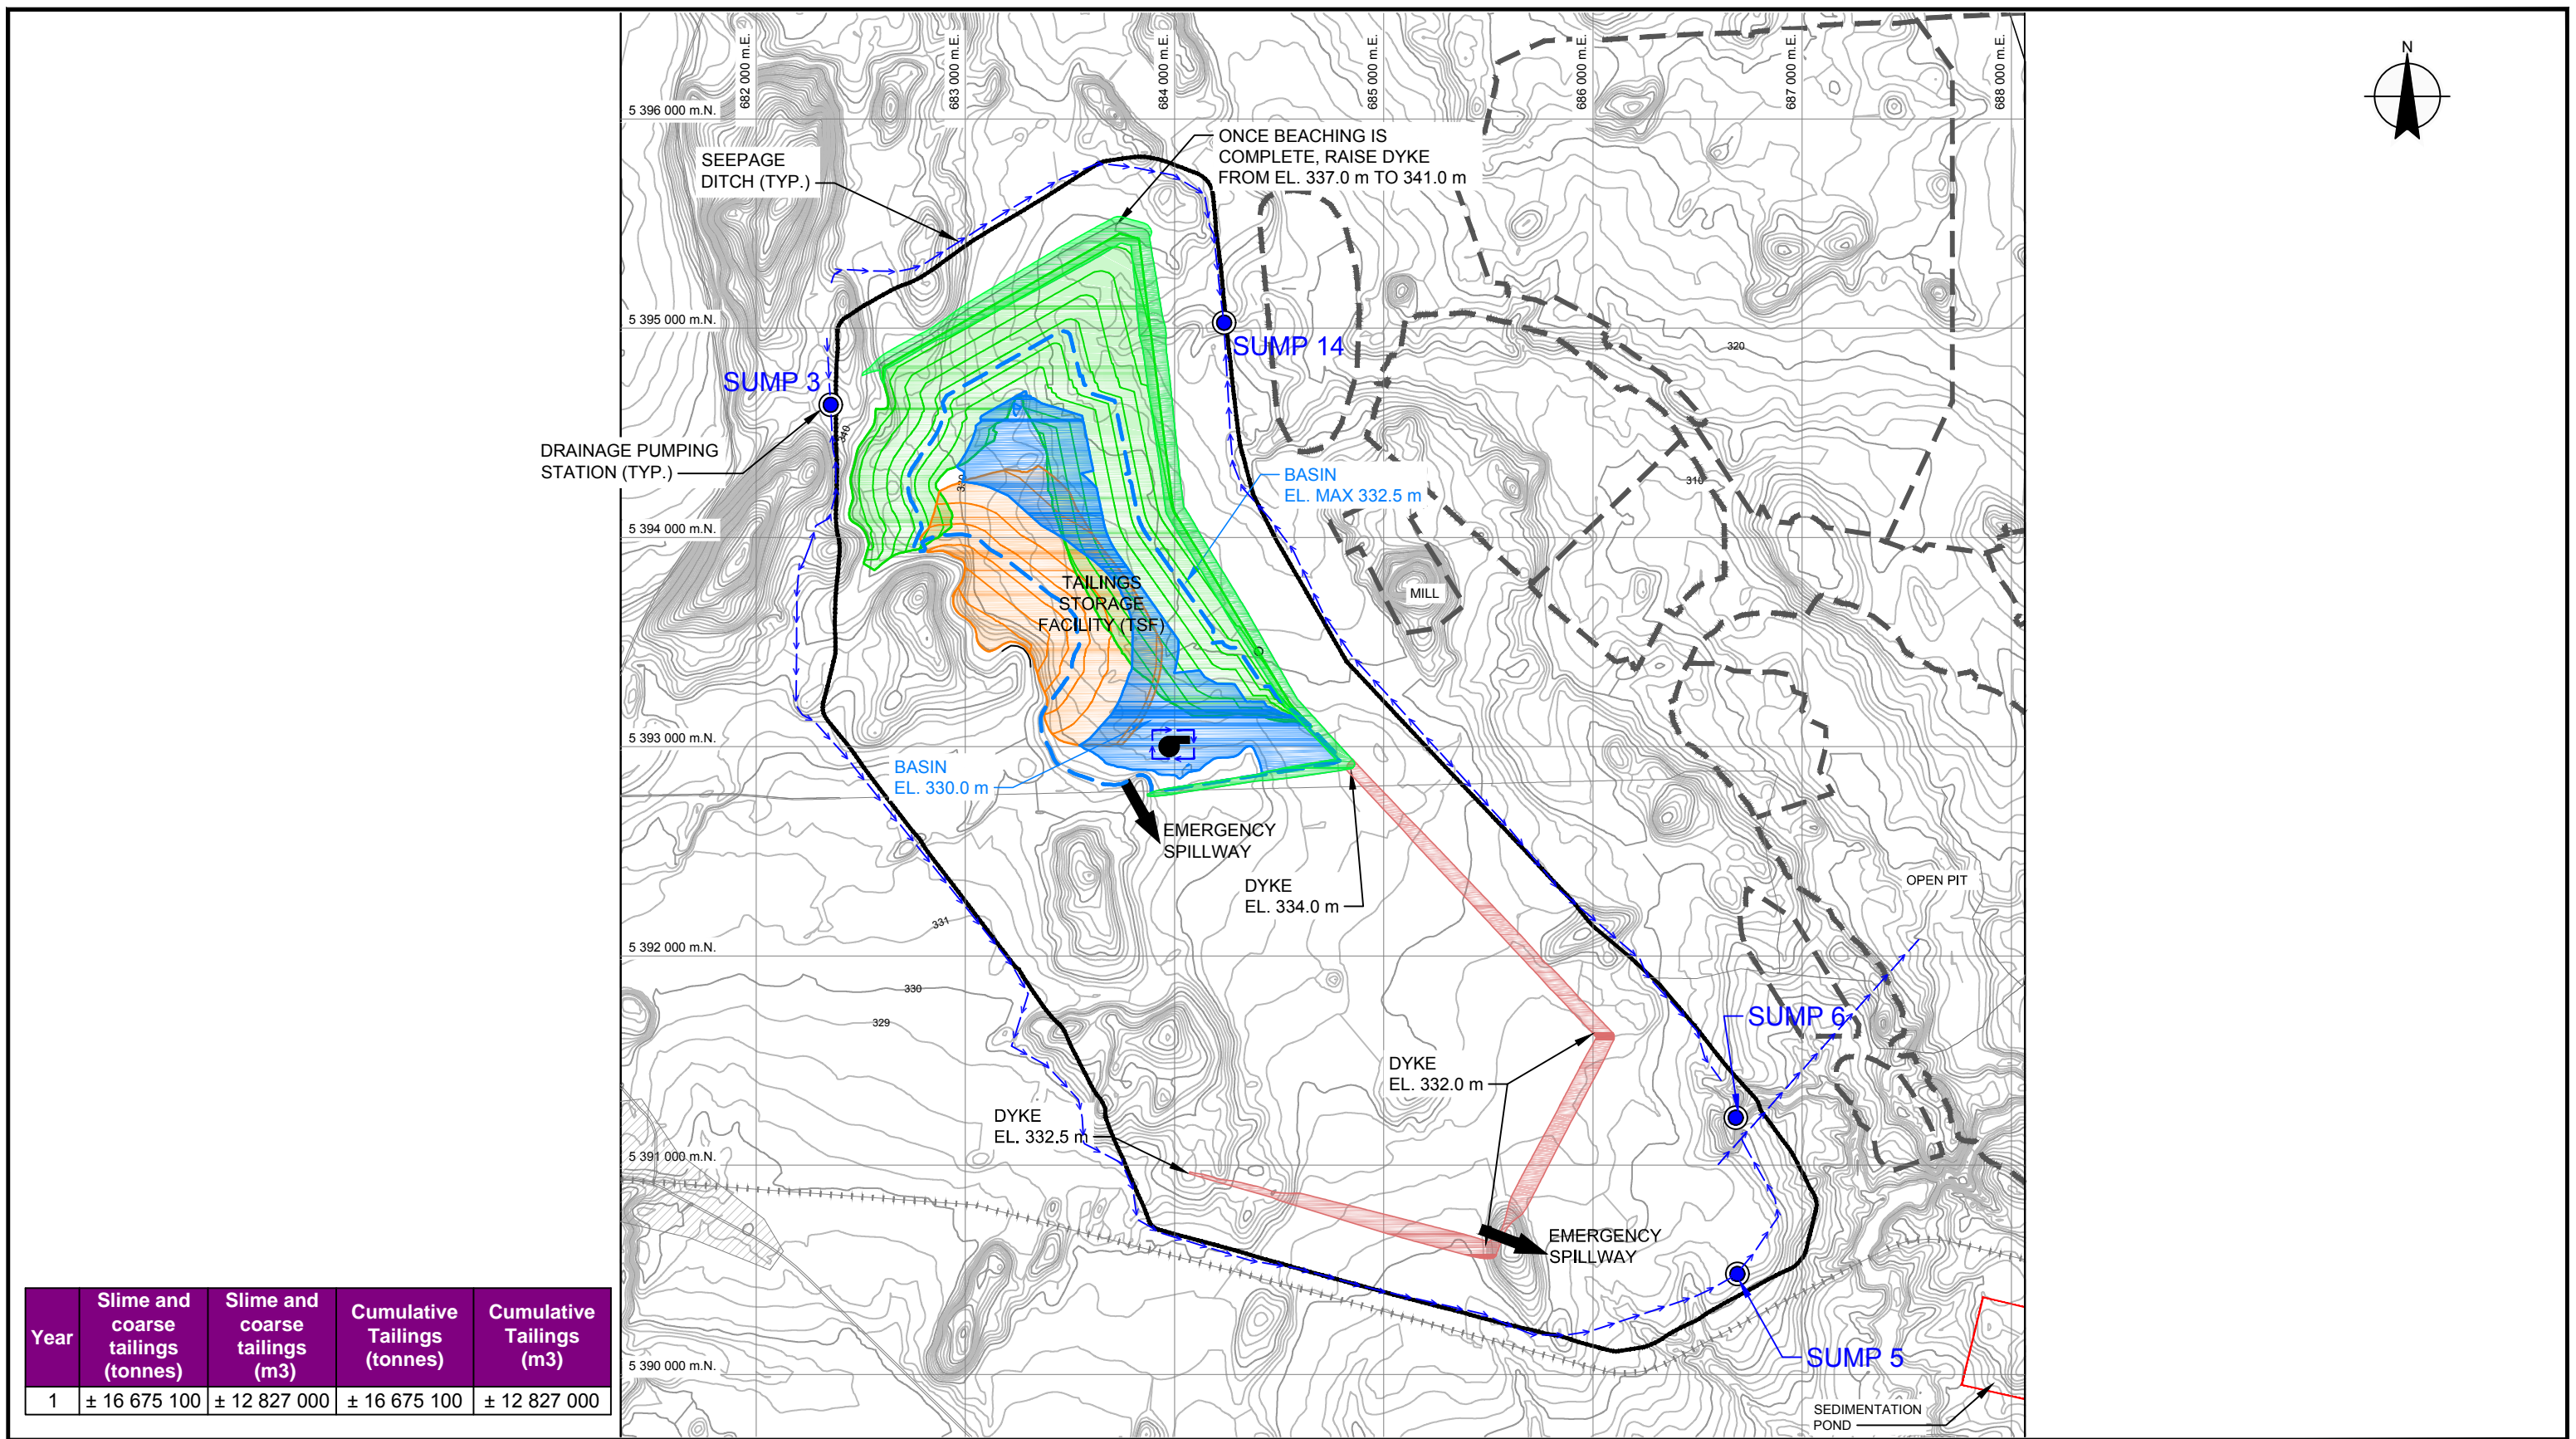 682 000 m.E.
683 000 m.E.
684 000 m.E.
685 000 m.E.
686 000 m.E.
687 000 m.E.
688 000 m.E.
N
5 396 000 m.N.
ONCE BEACHING IS
COMPLETE, RAISE DYKE
FROM EL. 337.0 m TO 341.0 m
SEEPAGE
DITCH (TYP.)
5 395 000 m.N.
SUMP 14
320
SUMP 3
340
DRAINAGE PUMPING
STATION (TYP.)
BASIN
EL. MAX 332.5 m
310
5 394 000 m.N.
TAILINGS
STORAGE
FACILITY (TSF)
MILL
5 393 000 m.N.
BASIN
EL. 330.0 m
EMERGENCY
SPILLWAY
DYKE
EL. 334.0 m
OPEN PIT
331
5 392 000 m.N.
330
329
SUMP 6
DYKE
EL. 332.0 m
DYKE
EL. 332.5 m
5 391 000 m.N.
EMERGENCY
SPILLWAY
SUMP 5
5 390 000 m.N.
SEDIMENTATION
POND
Year
Slime and
coarse
tailings
(tonnes)
Slime and
coarse
tailings
(m3)
Cumulative
Tailings
(tonnes)
Cumulative
Tailings
(m3)
1
± 16 675 100
± 12 827 000
± 16 675 100
± 12 827 000